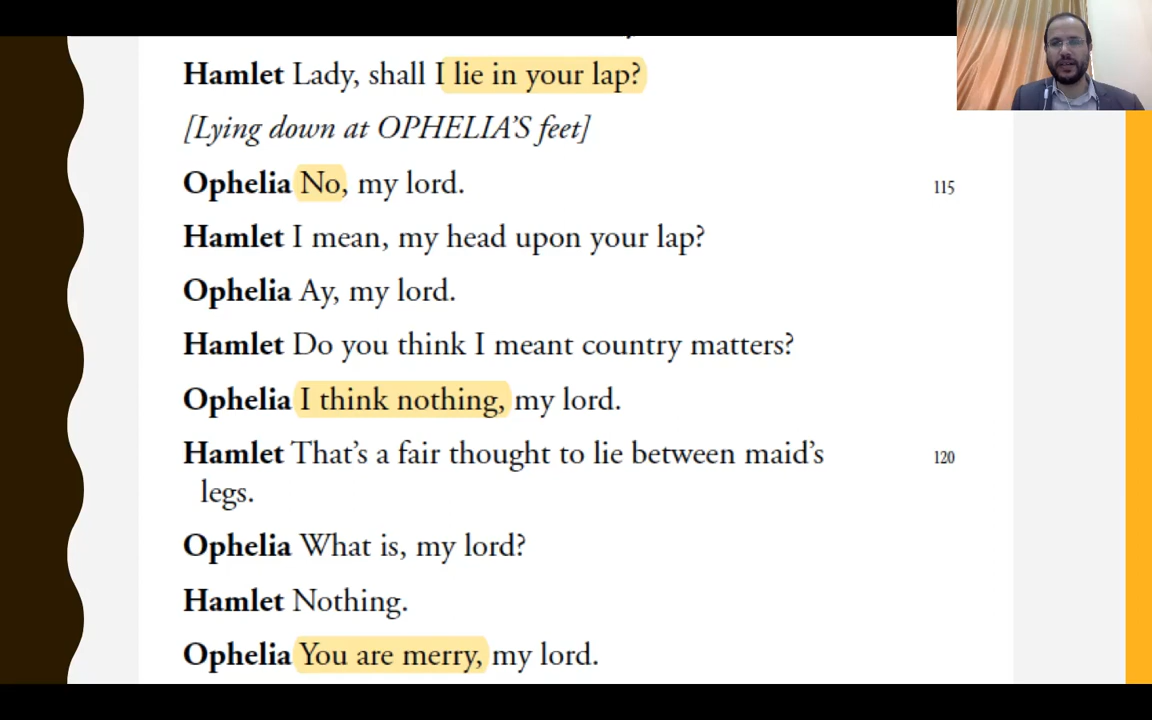 Hamlet Lady, shall I lie in your lap?
[Lying down at OPHELIA'S feet]
Ophelia No, my lord. 115
Hamlet I mean, my head upon your lap?
Ophelia Ay, my lord.
Hamlet Do you think I meant country matters?
Ophelia I think nothing, my lord.
Hamlet That's a fair thought to lie between maid's 120
legs.
Ophelia What is, my lord?
Hamlet Nothing.
Ophelia You are merry, my lord.